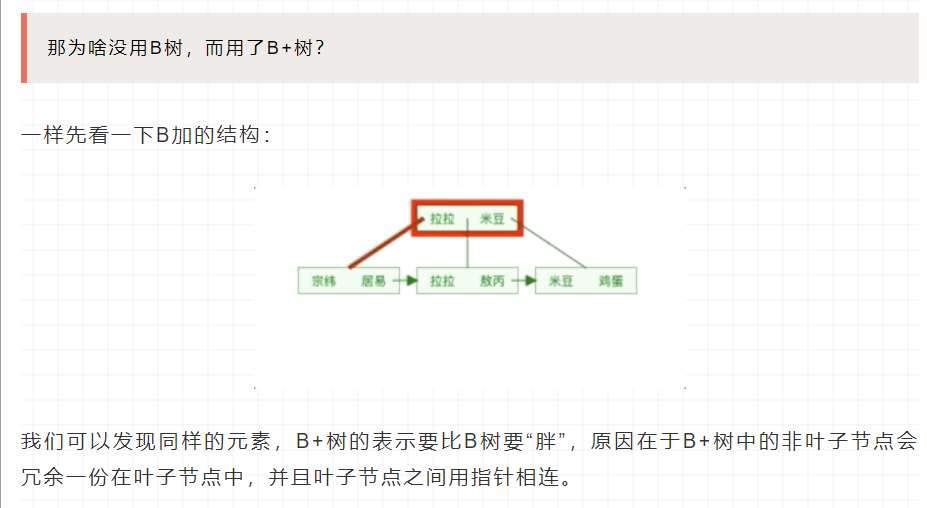 那为啥没用B树，而用了B+树？
一样先看一下B加的结构：
拉拉 米豆
宗纬 居易 拉拉 敖丙 米豆 鸡蛋
我们可以发现同样的元素，B+树的表示要比B树要“胖”，原因在于B+树中的非叶子节点会
冗余一份在叶子节点中，并且叶子节点之间用指针相连。